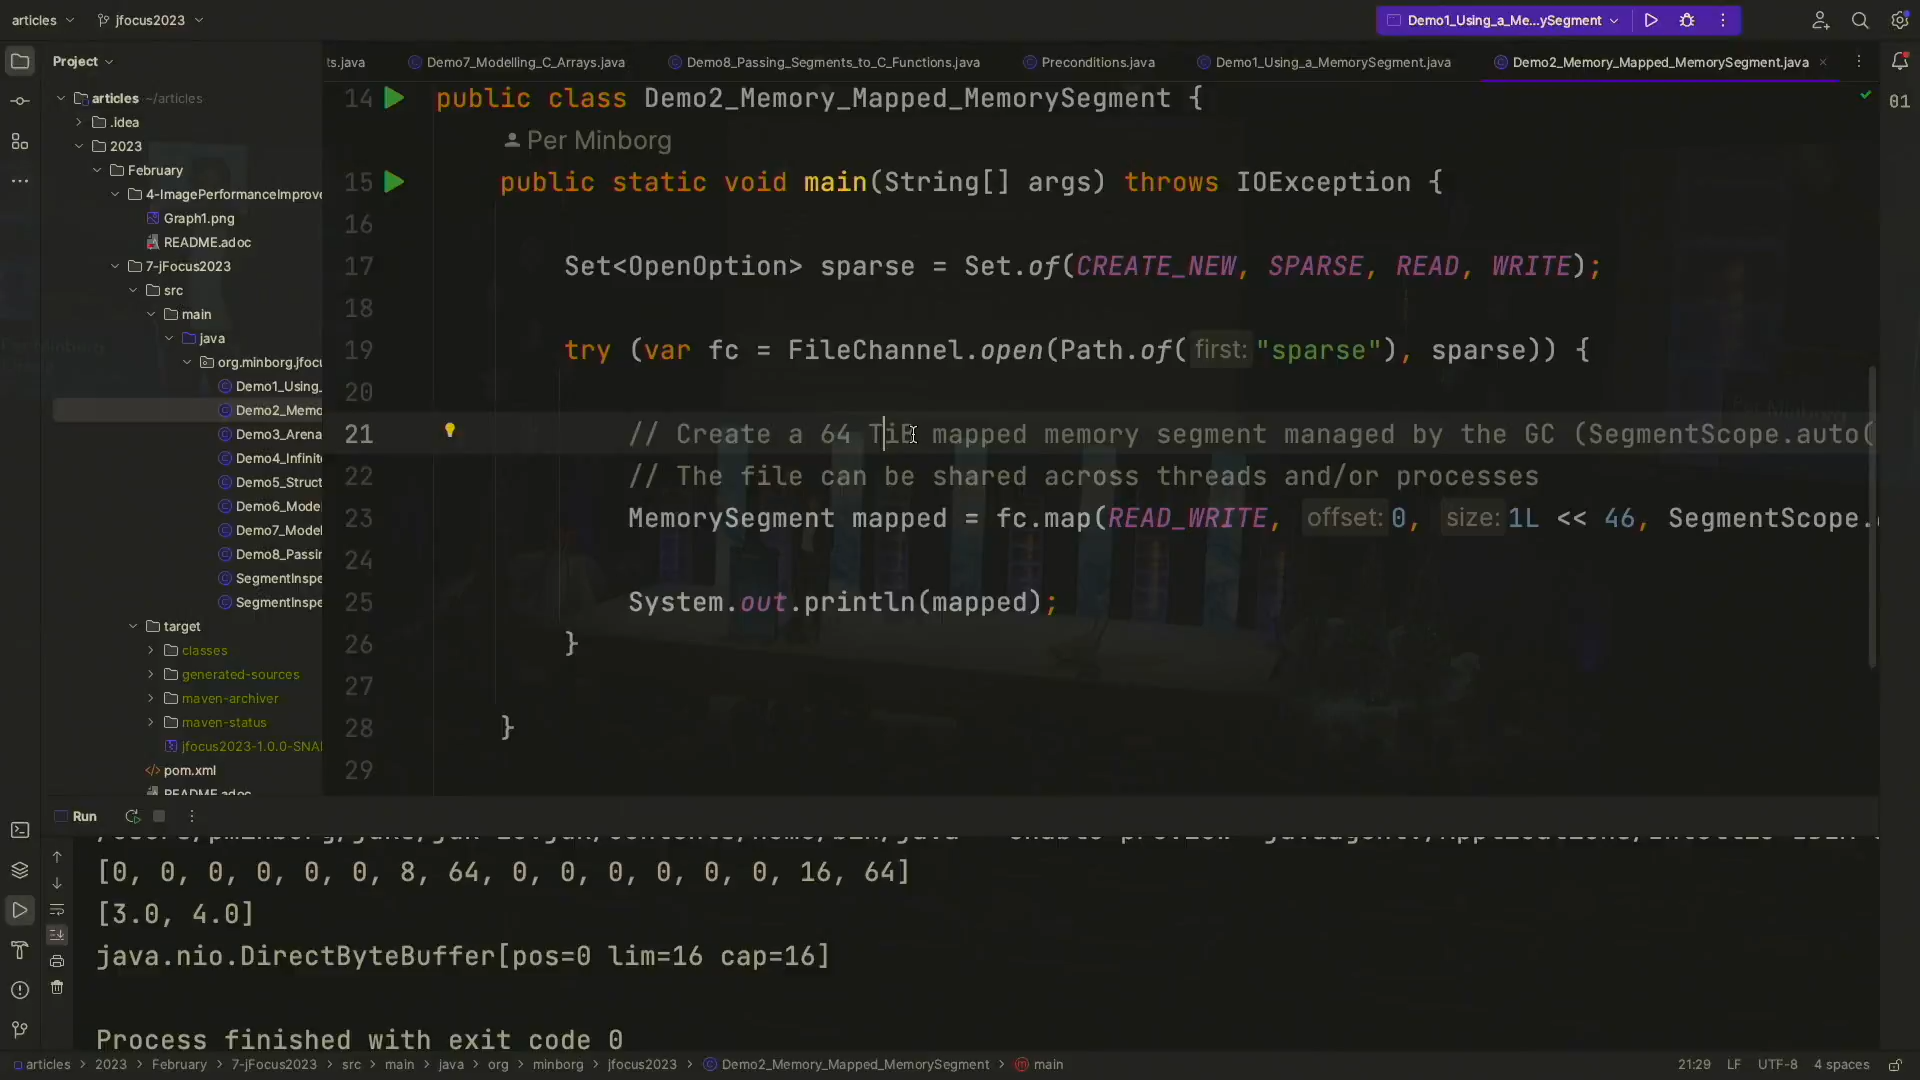 articles jfocus2023 Demo1_Using_a_Me...ySegment
Project
ts.java Demo7_Modelling_C_Arrays.java Demo8_Passing_Segments_to_C_Functions.java Preconditions.java Demo1_Using_a_MemorySegment.java Demo2_Memory_Mapped_MemorySegment.java
articles ~/articles
.idea
2023
February
4-ImagePerformanceImprove
Graph1.png
README.adoc
7-jFocus2023
src
main
java
org.minborg.jfocu
Demo1_Using_
Demo2_Memo
Demo3_Arena
Demo4_Infinite
Demo5_Struct
Demo6_Model
Demo7_Model
Demo8_Passin
SegmentInspe
SegmentInspe
target
classes
generated-sources
maven-archiver
maven-status
jfocus2023-1.0.0-SNA
pom.xml
README.adoc
14 public class Demo2_Memory_Mapped_MemorySegment {
Per Minborg
15 public static void main(String[] args) throws IOException {
16
17 Set<OpenOption> sparse = Set.of(CREATE_NEW, SPARSE, READ, WRITE);
18
19 try (var fc = FileChannel.open(Path.of( first: "sparse"), sparse)) {
20
21 // Create a 64 TiB mapped memory segment managed by the GC (SegmentScope.auto(
22 // The file can be shared across threads and/or processes
23 MemorySegment mapped = fc.map(READ_WRITE, offset: 0, size: 1L << 46, SegmentScope.
24
25 System.out.println(mapped);
26 }
27
28 }
29
01
Run
[0, 0, 0, 0, 0, 0, 8, 64, 0, 0, 0, 0, 0, 0, 16, 64]
[3.0, 4.0]
java.nio.DirectByteBuffer[pos=0 lim=16 cap=16]
Process finished with exit code 0
articles 2023 February 7-jFocus2023 src main java org minborg jfocus2023 Demo2_Memory_Mapped_MemorySegment main 21:29 LF UTF-8 4 spaces